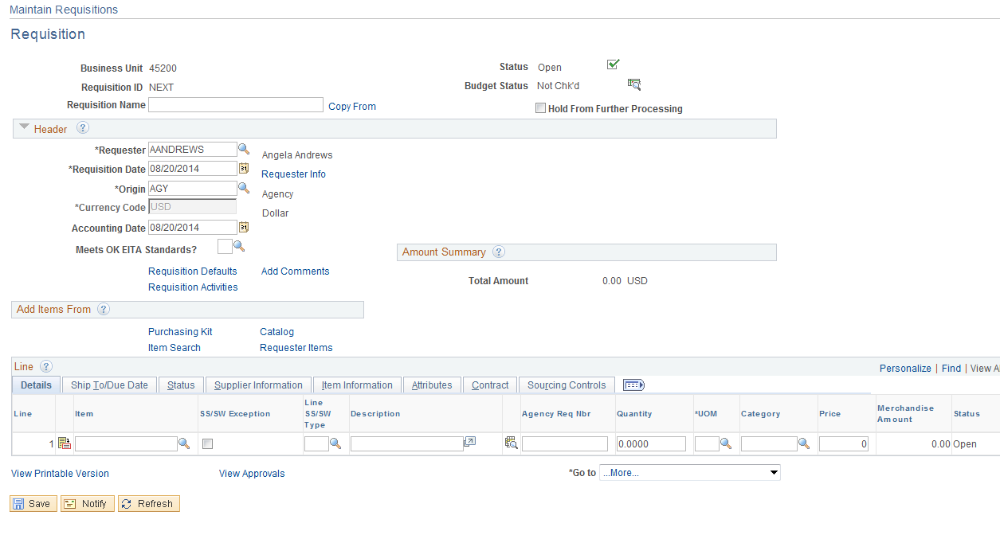 Maintain Requisitions
Requisition
Business Unit 45200
Status Open
Requisition ID NEXT
Budget Status Not Chk'd
Requisition Name
Copy From
Hold From Further Processing
Header ?
*Requester AANDREWS Angela Andrews
*Requisition Date 08/20/2014 31 Requester Info
*Origin AGY Agency
*Currency Code USD Dollar
Accounting Date 08/20/2014 31
Meets OK EITA Standards?
Amount Summary ?
Requisition Defaults Add Comments
Total Amount 0.00 USD
Requisition Activities
Add Items From ?
Purchasing Kit Catalog
Item Search Requester Items
Line ?
Personalize | Find | View Al
Details Ship To/Due Date Status Supplier Information Item Information Attributes Contract Sourcing Controls
Line Item SS/SW Exception Line SS/SW Type Description Agency Req Nbr Quantity *UOM Category Price Merchandise Amount Status
1 0.0000 0 0.00 Open
View Printable Version View Approvals *Go to ...More...
Save Notify Refresh